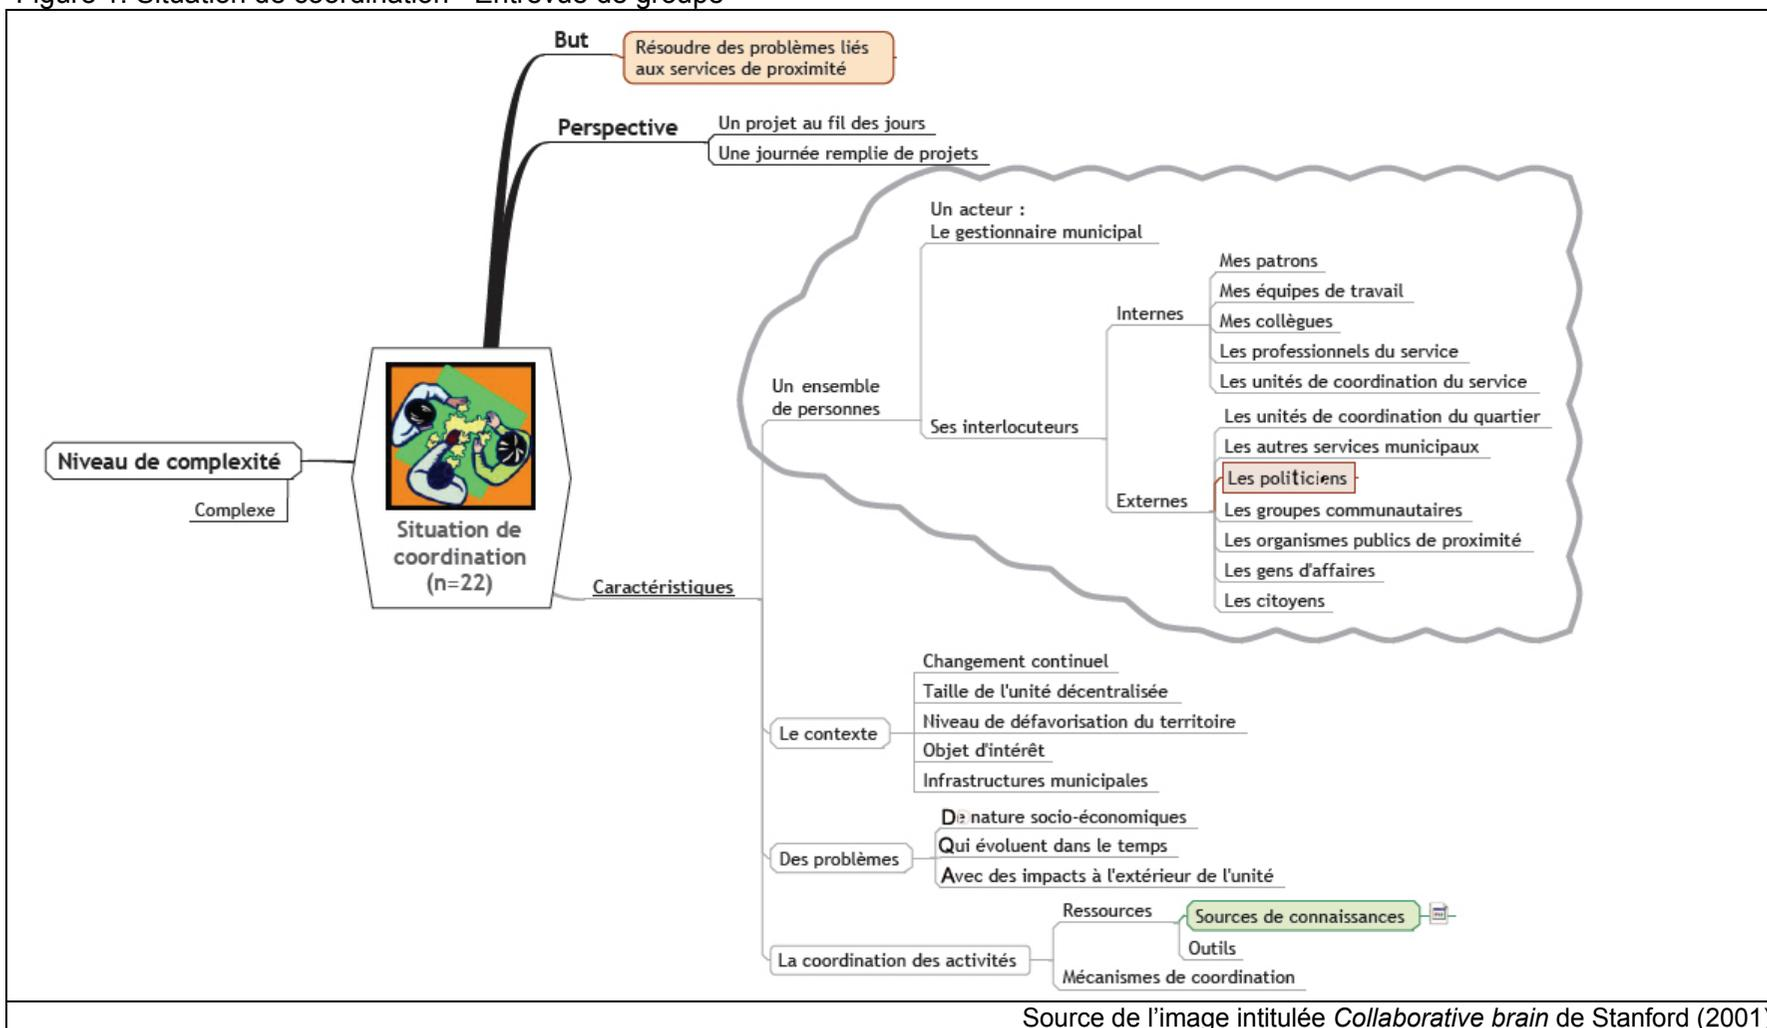 Figure 1. Situation de coordination - Entrevue de groupe
But
Résoudre des problèmes liés
aux services de proximité
Perspective
Un projet au fil des jours
Une journée remplie de projets
Niveau de complexité
Complexe
Situation de
coordination
(n=22)
Caractéristiques
Un ensemble
de personnes
Un acteur :
Le gestionnaire municipal
Ses interlocuteurs
Internes
Mes patrons
Mes équipes de travail
Mes collègues
Les professionnels du service
Les unités de coordination du service
Externes
Les unités de coordination du quartier
Les autres services municipaux
Les politiciens
Les groupes communautaires
Les organismes publics de proximité
Les gens d'affaires
Les citoyens
Le contexte
Changement continuel
Taille de l'unité décentralisée
Niveau de défavorisation du territoire
Objet d'intérêt
Infrastructures municipales
Des problèmes
De nature socio-économiques
Qui évoluent dans le temps
Avec des impacts à l'extérieur de l'unité
La coordination des activités
Ressources
Sources de connaissances
Outils
Mécanismes de coordination
Source de l'image intitulée Collaborative brain de Stanford (2001)